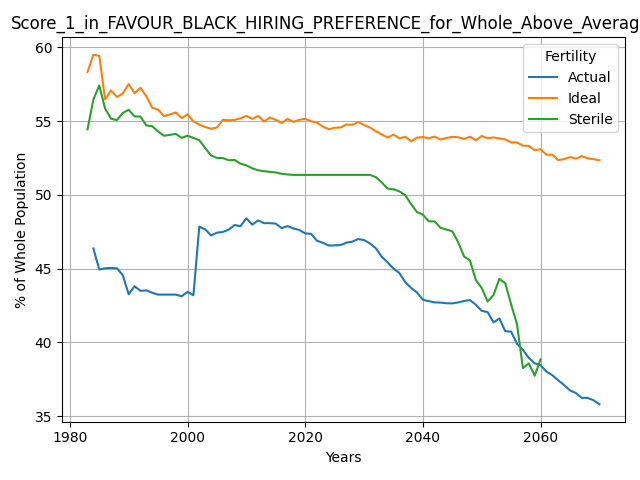 Score_1_in_FAVOUR_BLACK_HIRING_PREFERENCE_for_Whole_Above_Averag
Fertility
Actual
Ideal
Sterile
60
55
50
45
40
35
% of Whole Population
1980 2000 2020 2040 2060
Years